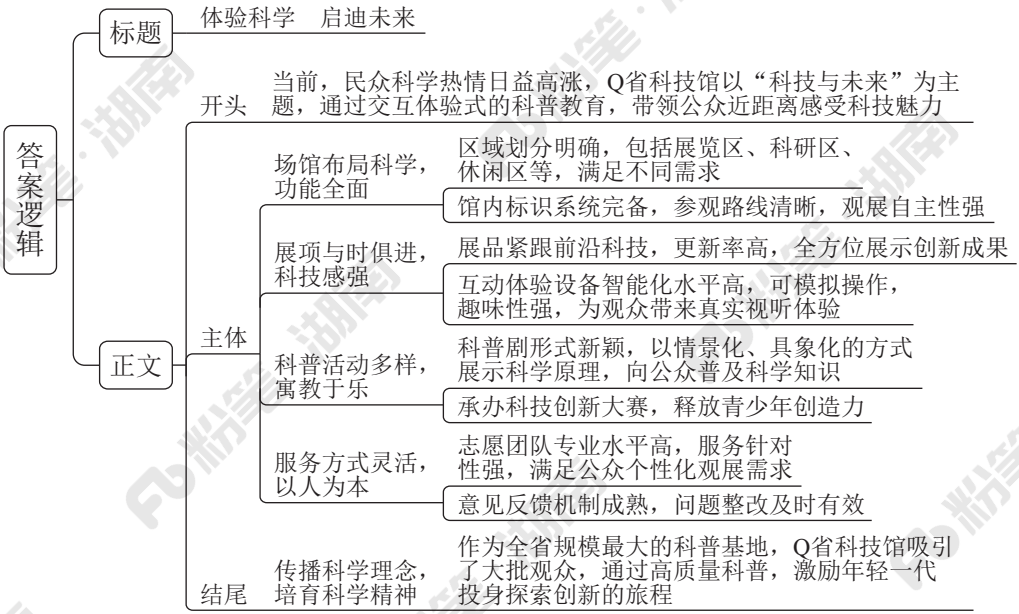 答案逻辑
标题
体验科学　启迪未来
正文
开头
当前，民众科学热情日益高涨，Q省科技馆以“科技与未来”为主
题，通过交互体验式的科普教育，带领公众近距离感受科技魅力
主体
场馆布局科学，
功能全面
区域划分明确，包括展览区、科研区、
休闲区等，满足不同需求
馆内标识系统完备，参观路线清晰，观展自主性强
展项与时俱进，
科技感强
展品紧跟前沿科技，更新率高，全方位展示创新成果
互动体验设备智能化水平高，可模拟操作，
趣味性强，为观众带来真实视听体验
科普活动多样，
寓教于乐
科普剧形式新颖，以情景化、具象化的方式
展示科学原理，向公众普及科学知识
承办科技创新大赛，释放青少年创造力
服务方式灵活，
以人为本
志愿团队专业水平高，服务针对
性强，满足公众个性化观展需求
意见反馈机制成熟，问题整改及时有效
结尾
传播科学理念，
培育科学精神
作为全省规模最大的科普基地，Q省科技馆吸引
了大批观众，通过高质量科普，激励年轻一代
投身探索创新的旅程
粉笔·湖南